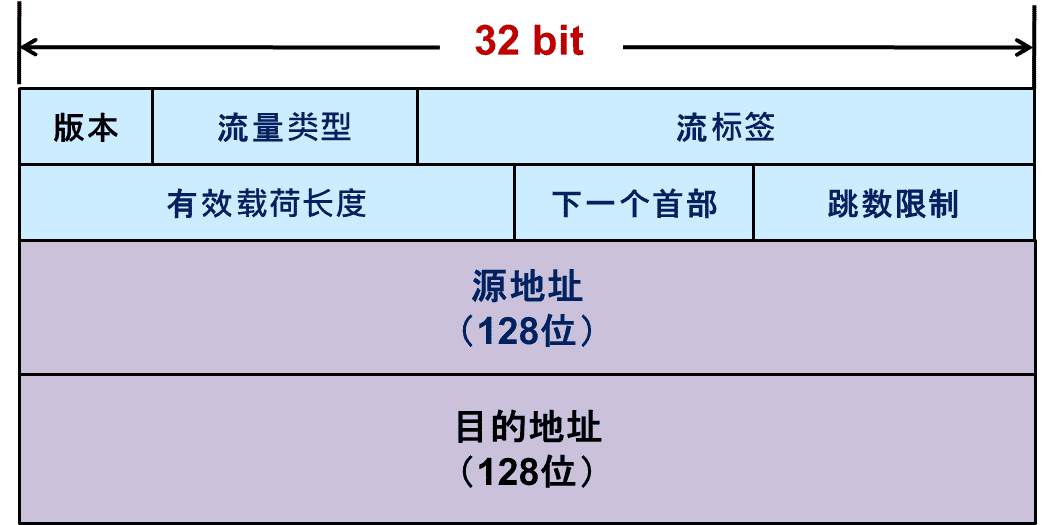 32 bit
版本 流量类型 流标签
有效载荷长度 下一个首部 跳数限制
源地址
（128位）
目的地址
（128位）